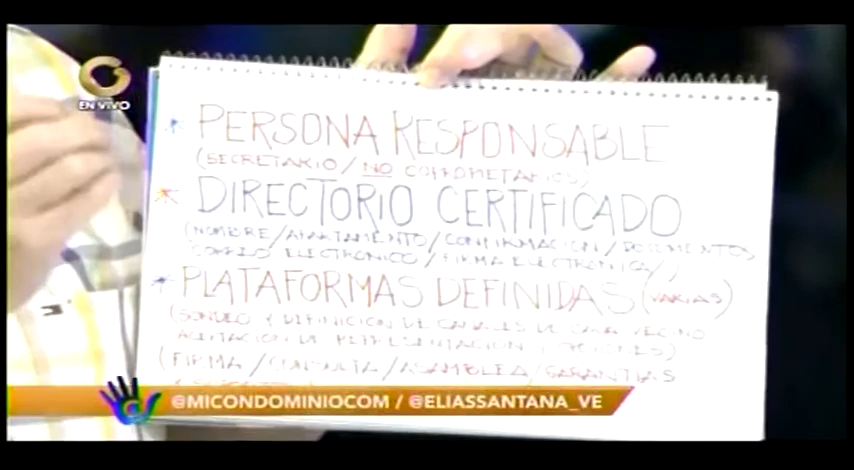 EN VIVO
* PERSONA RESPONSABLE
(SECRETARIO / NO COMPROMETAMOS)
* DIRECTORIO CERTIFICADO
(NOMBRE / APARTAMENTO / CONFIRMACION / DOCUMENTOS
CORREO ELECTRONICO / FIRMA ELECTRONICA / )
* PLATAFORMAS DEFINIDAS (VARIAS)
(SONDEO Y DEFINICION DE CANALES DE CADA VECINO
ACEPTACION DE REPRESENTACION
(FIRMA / CONSULTA / ASAMBLEA / GARANTIAS
@MICONDOMINIOCOM / @ELIASSANTANA_VE